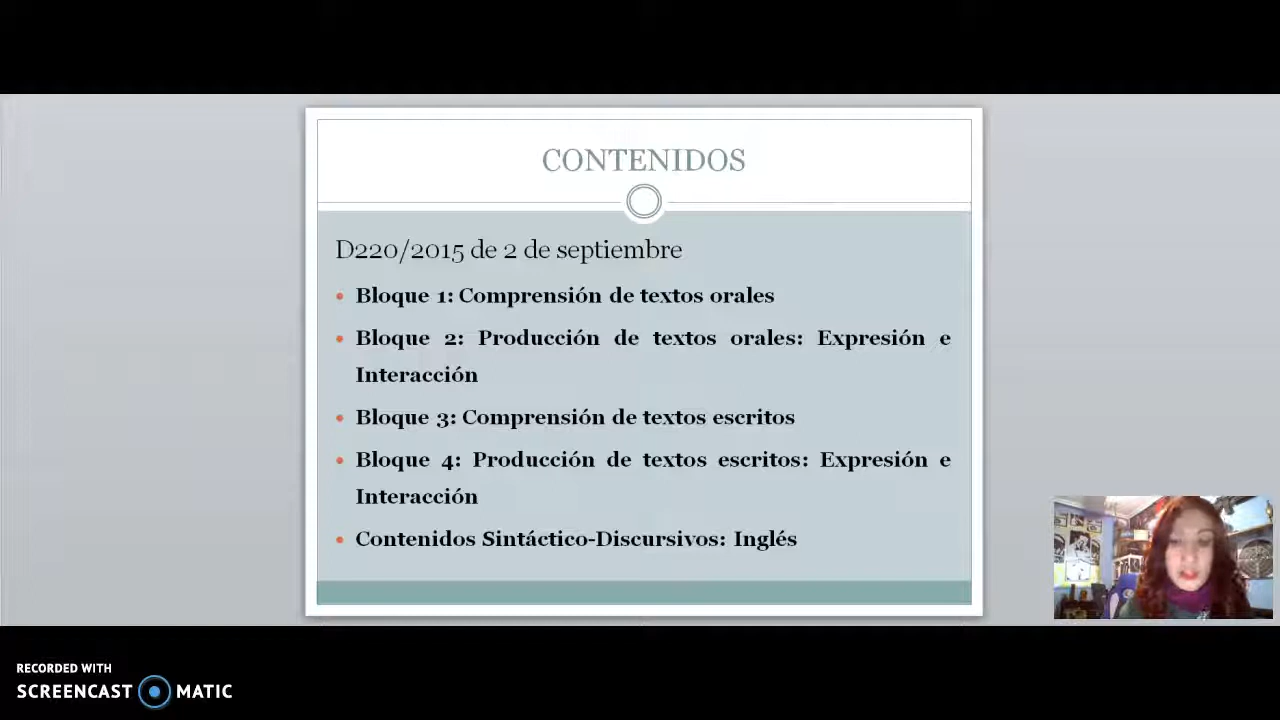 CONTENIDOS
D220/2015 de 2 de septiembre
Bloque 1: Comprensión de textos orales
Bloque 2: Producción de textos orales: Expresión e
Interacción
Bloque 3: Comprensión de textos escritos
Bloque 4: Producción de textos escritos: Expresión e
Interacción
Contenidos Sintáctico-Discursivos: Inglés
RECORDED WITH
SCREENCAST MATIC